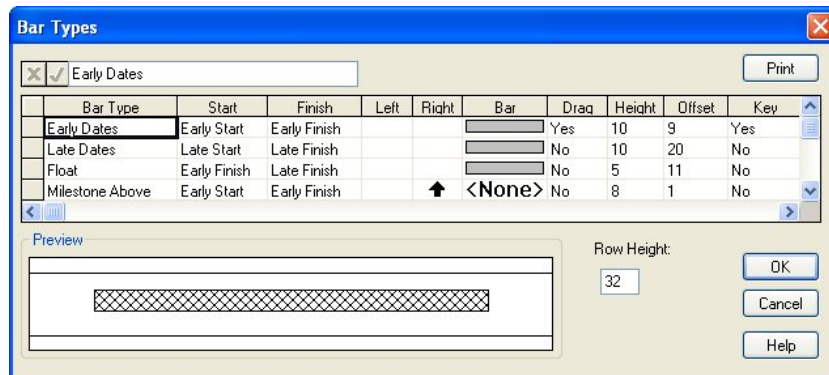 Bar Types
Early Dates
Print
Bar Type Start Finish Left Right Bar Drag Height Offset Key
Early Dates Early Start Early Finish Yes 10 9 Yes
Late Dates Late Start Late Finish No 10 20 No
Float Early Finish Late Finish No 5 11 No
Milestone Above Early Start Early Finish <None> No 8 1 No
Preview
Row Height:
32
OK
Cancel
Help